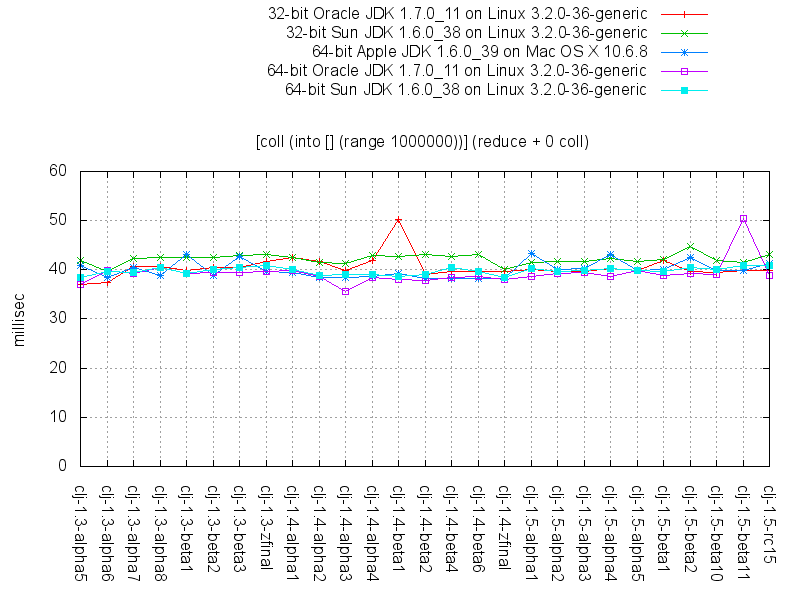 32-bit Oracle JDK 1.7.0_11 on Linux 3.2.0-36-generic
32-bit Sun JDK 1.6.0_38 on Linux 3.2.0-36-generic
64-bit Apple JDK 1.6.0_39 on Mac OS X 10.6.8
64-bit Oracle JDK 1.7.0_11 on Linux 3.2.0-36-generic
64-bit Sun JDK 1.6.0_38 on Linux 3.2.0-36-generic
[coll (into [] (range 1000000))] (reduce + 0 coll)
60
50
40
30
20
10
0
millisec
clj-1.3-alpha5
clj-1.3-alpha6
clj-1.3-alpha7
clj-1.3-alpha8
clj-1.3-beta1
clj-1.3-beta2
clj-1.3-beta3
clj-1.3-zfinal
clj-1.4-alpha1
clj-1.4-alpha2
clj-1.4-alpha3
clj-1.4-alpha4
clj-1.4-beta1
clj-1.4-beta2
clj-1.4-beta4
clj-1.4-beta6
clj-1.4-zfinal
clj-1.5-alpha1
clj-1.5-alpha2
clj-1.5-alpha3
clj-1.5-alpha4
clj-1.5-alpha5
clj-1.5-beta1
clj-1.5-beta2
clj-1.5-beta10
clj-1.5-beta11
clj-1.5-rc15